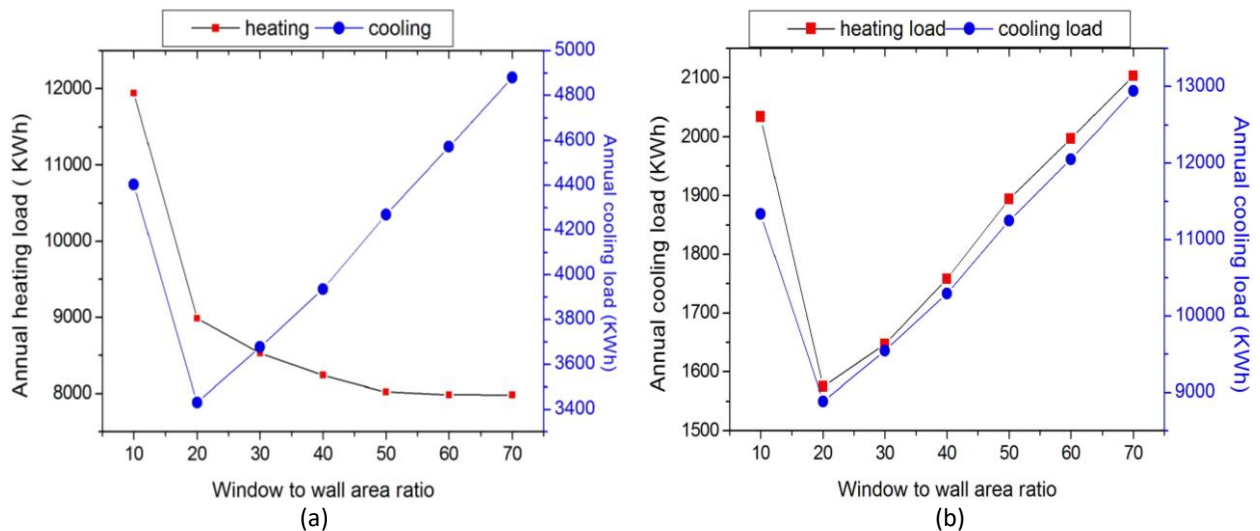 heating cooling
12000
11000
10000
9000
8000
Annual heating load ( KWh)
5000
4800
4600
4400
4200
4000
3800
3600
3400
Annual cooling load (KWh)
10 20 30 40 50 60 70
Window to wall area ratio
(a)
heating load cooling load
2100
2000
1900
1800
1700
1600
1500
Annual cooling load (KWh)
13000
12000
11000
10000
9000
Annual cooling load (KWh)
10 20 30 40 50 60 70
Window to wall area ratio
(b)